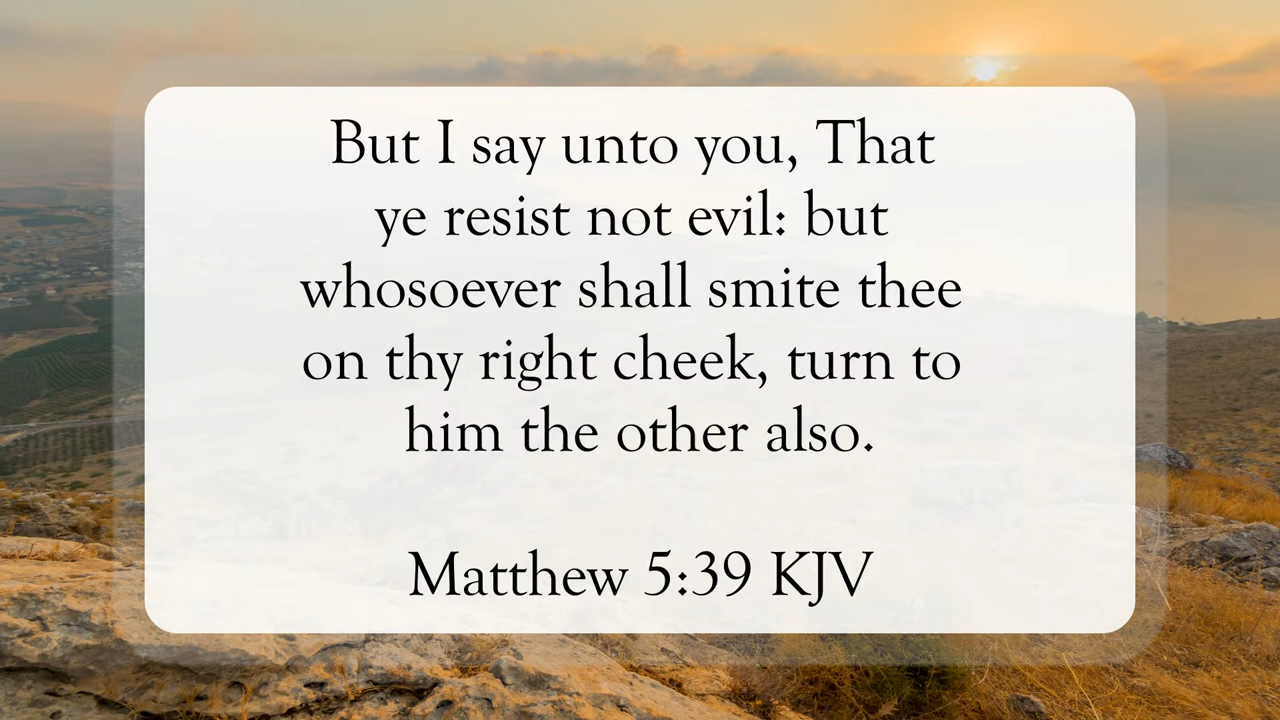 But I say unto you, That
ye resist not evil: but
whosoever shall smite thee
on thy right cheek, turn to
him the other also.
Matthew 5:39 KJV